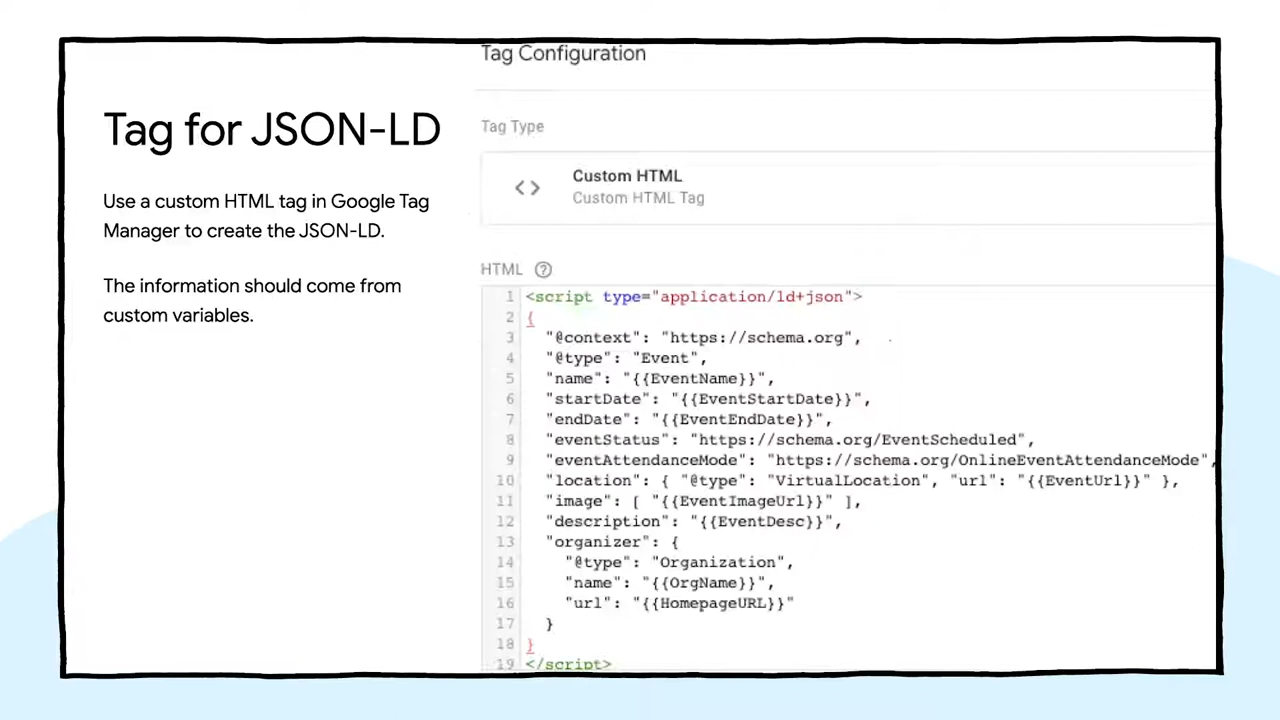 Tag for JSON-LD
Use a custom HTML tag in Google Tag
Manager to create the JSON-LD.
The information should come from
custom variables.
Tag Configuration
Tag Type
Custom HTML
Custom HTML Tag
HTML ?
1 <script type="application/ld+json">
2 {
3 "@context": "https://schema.org",
4 "@type": "Event",
5 "name": "{{EventName}}",
6 "startDate": "{{EventStartDate}}",
7 "endDate": "{{EventEndDate}}",
8 "eventStatus": "https://schema.org/EventScheduled",
9 "eventAttendanceMode": "https://schema.org/OnlineEventAttendanceMode",
10 "location": { "@type": "VirtualLocation", "url": "{{EventUrl}}" },
11 "image": [ "{{EventImageUrl}}" ],
12 "description": "{{EventDesc}}",
13 "organizer": {
14 "@type": "Organization",
15 "name": "{{OrgName}}",
16 "url": "{{HomepageURL}}"
17 }
18 }
19 </script>